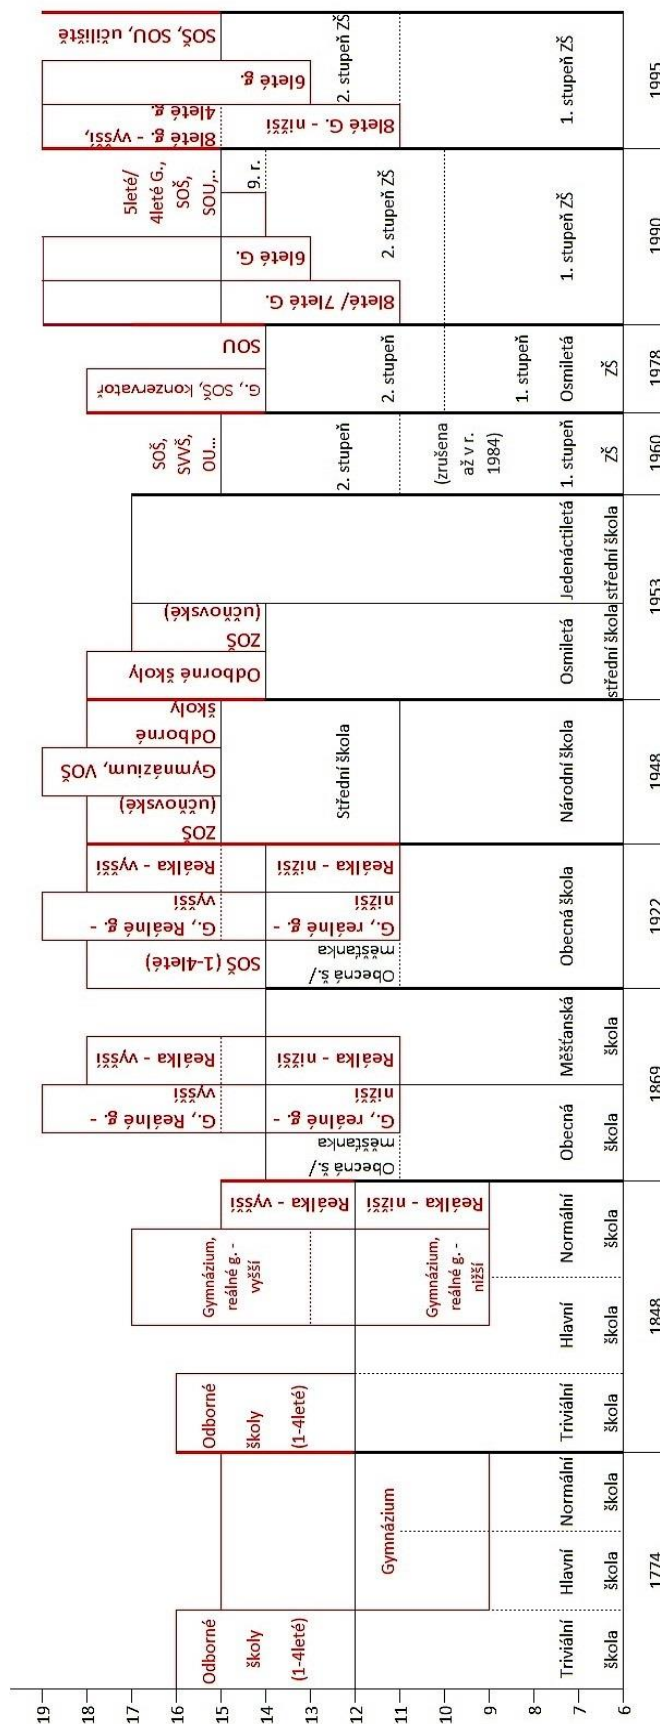 19
18
17
16
15
14
13
12
11
10
9
8
7
6
Odborné
školy
(1-4leté)
Triviální
škola
Gymnázium
Hlavní
škola
Normální
škola
1774
Odborné
školy
(1-4leté)
Triviální
škola
Gymnázium,
reálné g. -
vyšší
Gymnázium,
reálné g. -
nižší
Hlavní
škola
Reálka - vyšší
Reálka - nižší
Normální
škola
1848
Obecná š./
měšťanka
G., Reálné g. -
vyšší
G., reálné g. -
nižší
Obecná
škola
Reálka - vyšší
Reálka - nižší
Měšťanská
škola
1869
SOŠ (1-4leté)
Obecná š./
měšťanka
G., Reálné g. -
vyšší
G., reálné g. -
nižší
Reálka - vyšší
Reálka - nižší
Obecná škola
1922
ZOŠ
(učňovské)
Gymnázium, VOŠ
Odborné
školy
Střední škola
Národní škola
1948
Odborné školy
ZOŠ
(učňovské)
Osmiletá
střední škola
Jedenáctiletá
střední škola
1953
SOŠ,
SVVŠ,
OU...
2. stupeň
(zrušena
až v r.
1984)
1. stupeň
ZŠ
1960
G., SOŠ, konzervatoř
SOU
2. stupeň
1. stupeň
Osmiletá
ZŠ
1978
8leté/ 7leté G.
6leté G.
5leté/
4leté G.,
SOŠ,
SOU,..
9. r.
2. stupeň ZŠ
1. stupeň ZŠ
1990
8leté g. - vyšší,
4leté g.
8leté G. - nižší
6leté g.
SOŠ, SOU, učiliště
2. stupeň ZŠ
1. stupeň ZŠ
1995